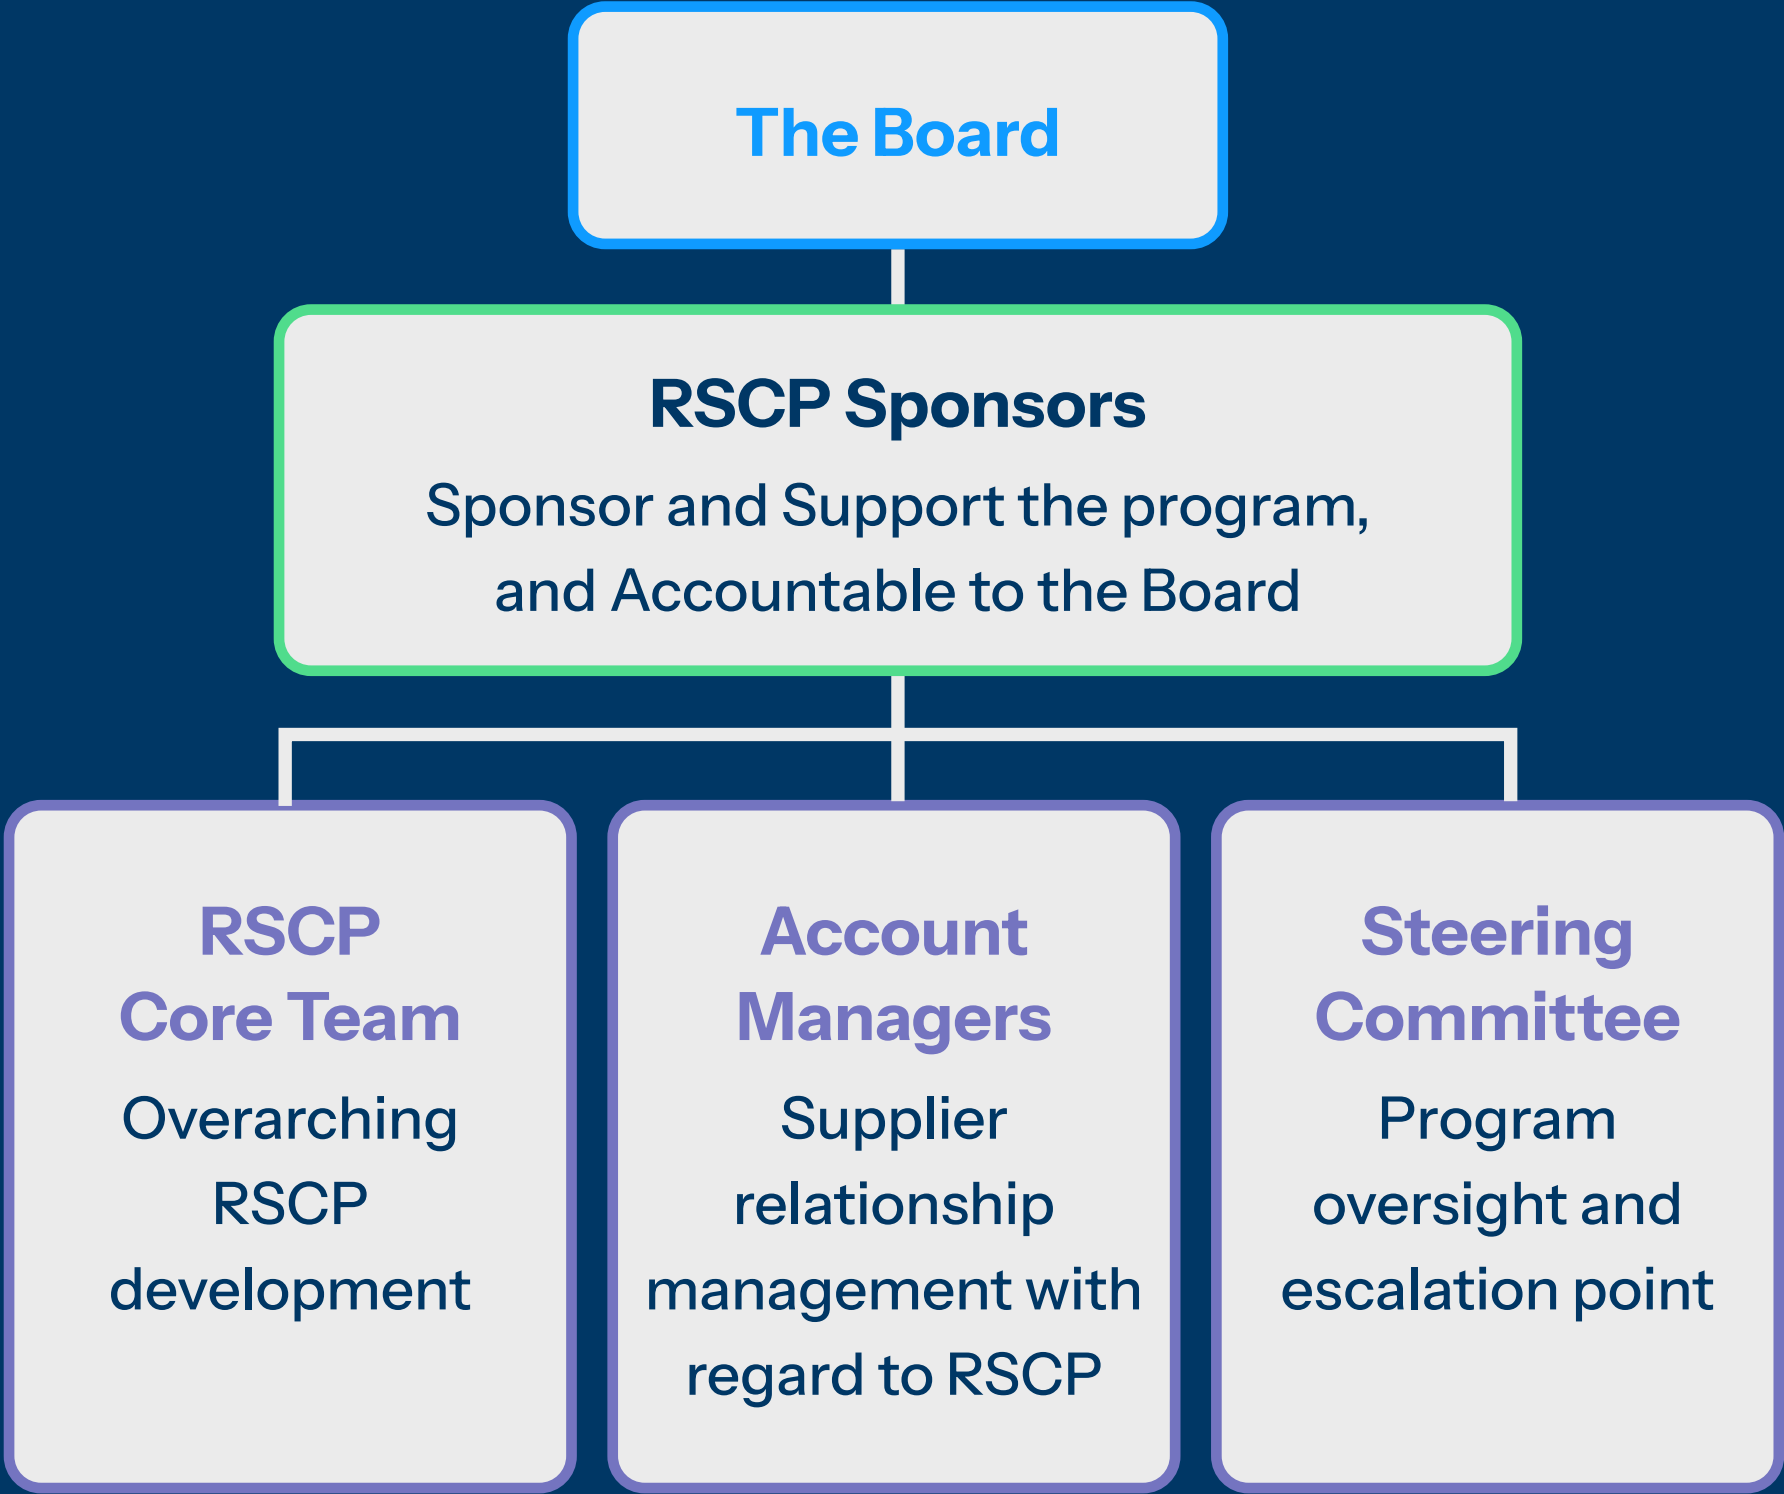 The Board
RSCP Sponsors
Sponsor and Support the program,
and Accountable to the Board
RSCP
Core Team
Overarching
RSCP
development
Account
Managers
Supplier
relationship
management with
regard to RSCP
Steering
Committee
Program
oversight and
escalation point